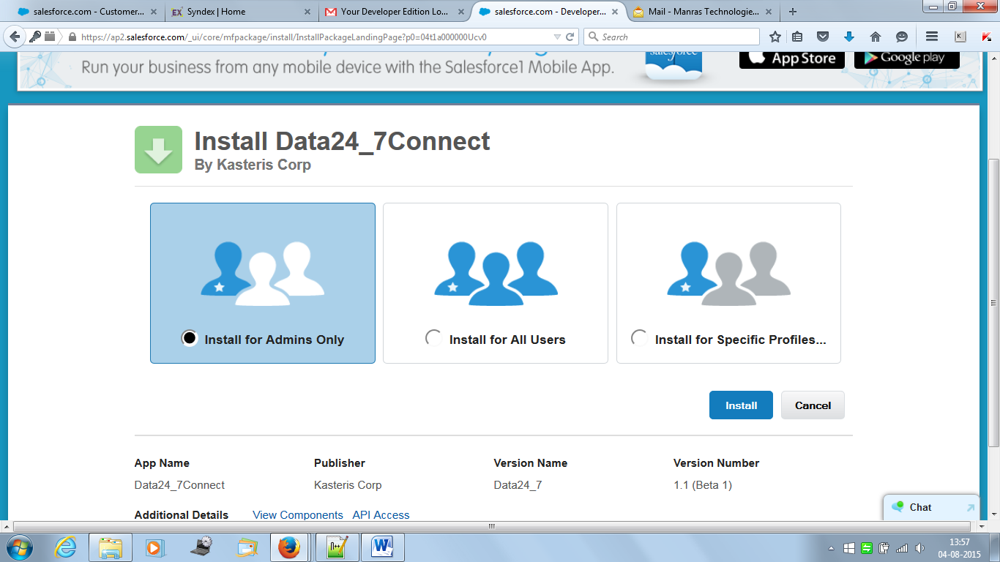 salesforce.com - Customer...
Syndex | Home
Your Developer Edition Lo...
salesforce.com - Developer...
Mail - Manras Technologie...
https://ap2.salesforce.com/_ui/core/mfpackage/install/InstallPackageLandingPage?p0=04t1a000000Ucv0
Search
Run your business from any mobile device with the Salesforce1 Mobile App.
salesforce
App Store
Google play
Install Data24_7Connect
By Kasteris Corp
Install for Admins Only
Install for All Users
Install for Specific Profiles...
Install
Cancel
App Name
Publisher
Version Name
Version Number
Data24_7Connect
Kasteris Corp
Data24_7
1.1 (Beta 1)
Additional Details
View Components
API Access
Chat
13:57
04-08-2015